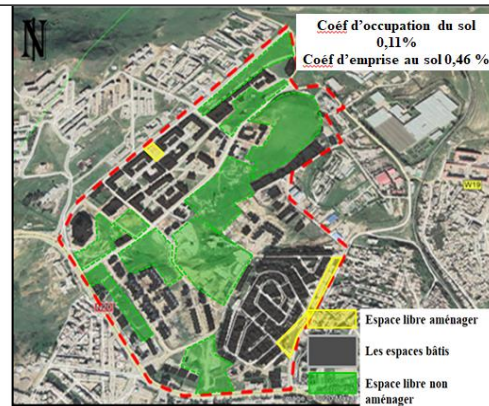 N
Coéf d'occupation du sol
0,11%
Coéf d'emprise au sol 0,46 %
W19
Espace libre aménager
Les espaces bâtis
Espace libre non
aménager